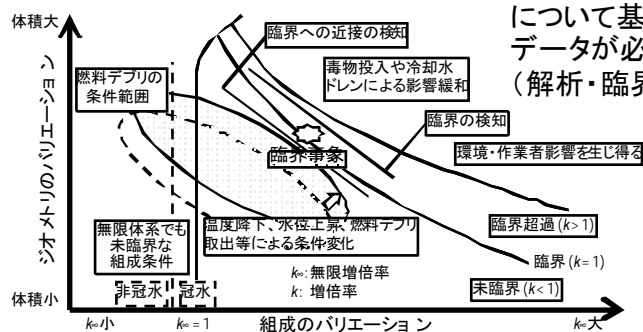 体積大
について基
データが必
（解析・臨界
臨界への近接の検知
毒物投入や冷却水
ドレンによる影響緩和
燃料デブリの
条件範囲
臨界の検知
環境・作業者影響を生じ得る
臨界事象
ジオメトリのバリエーション
臨界超過(k>1)
無限体系でも
未臨界な
組成条件
温度降下、水位上昇、燃料デブリ
取出等による条件変化
臨界(k=1)
k∞: 無限増倍率
k: 増倍率
未臨界(k<1)
非冠水
冠水
体積小
k∞小
k∞=1
組成のバリエーション
k∞大